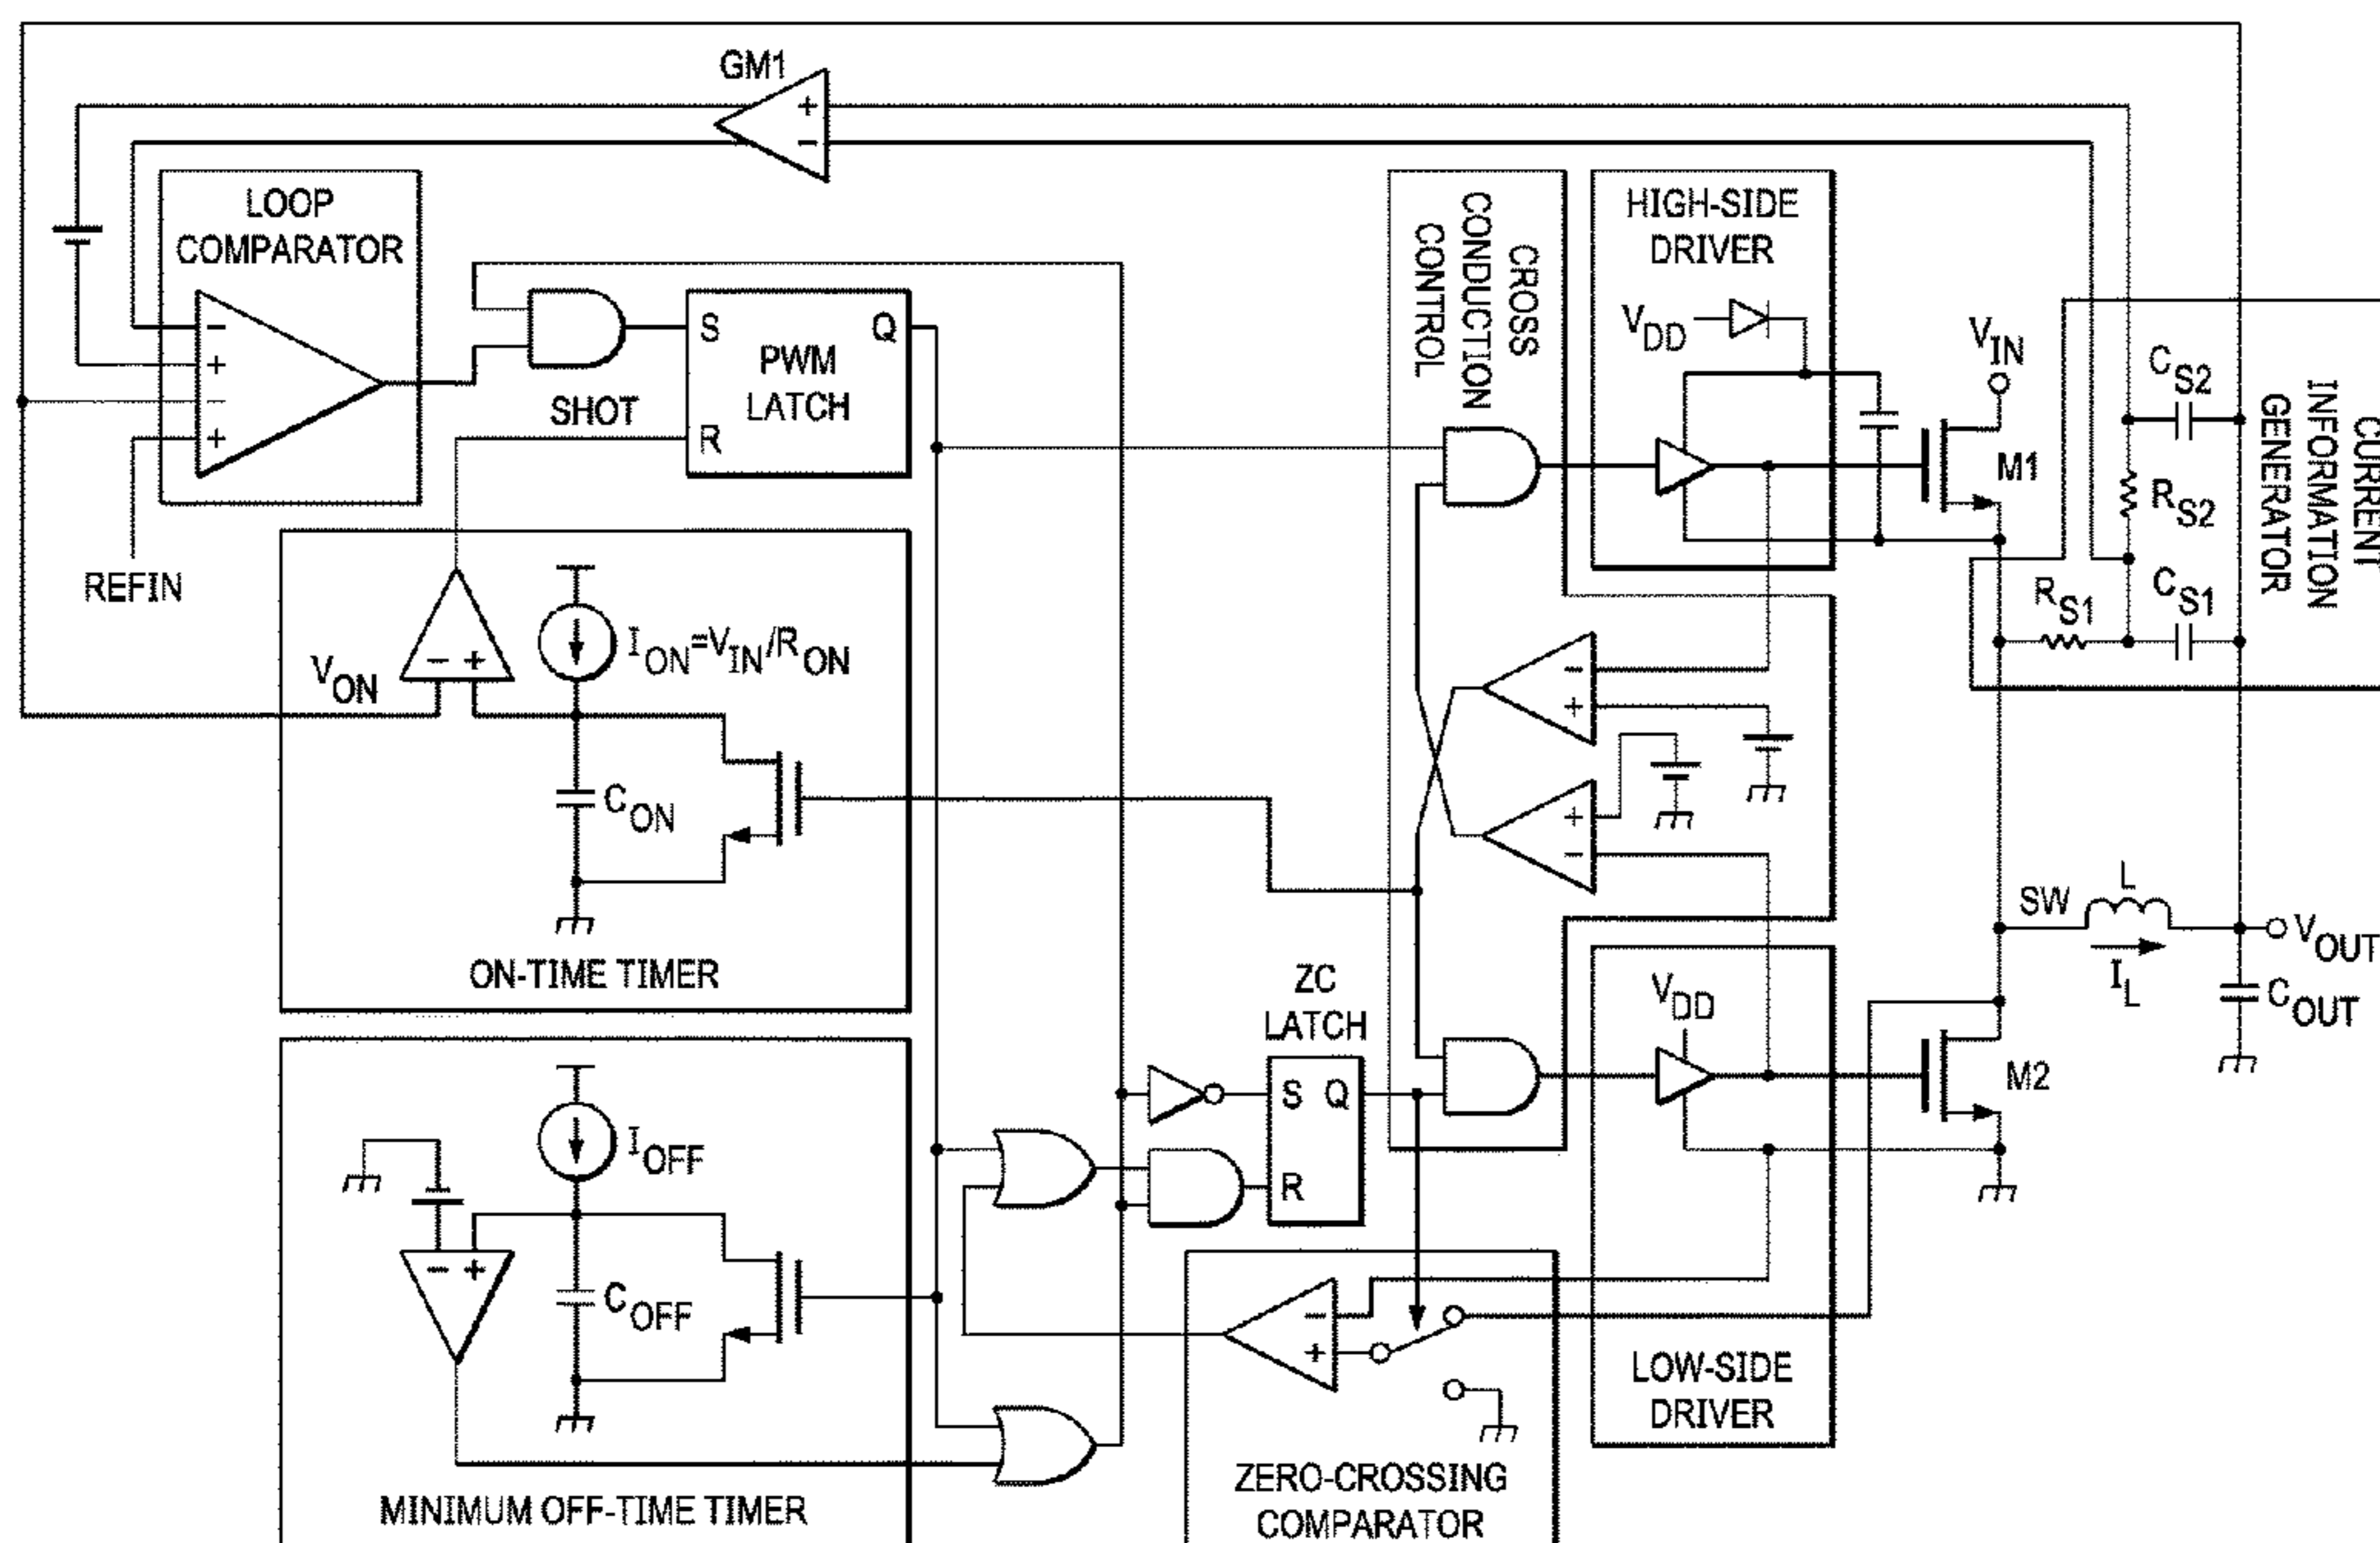 GM1
+
−
LOOP
COMPARATOR
−
+
−
+
REFIN
SHOT
S
Q
PWM
LATCH
R
CROSS
CONDUCTION
CONTROL
HIGH-SIDE
DRIVER
VDD
VIN
M1
CS2
RS2
RS1
CS1
CURRENT
INFORMATION
GENERATOR
VON
− +
ION=VIN/RON
CON
ON-TIME TIMER
−
+
+
−
SW
L
IL
VOUT
COUT
ZC
LATCH
S Q
R
VDD
M2
LOW-SIDE
DRIVER
IOFF
− +
COFF
MINIMUM OFF-TIME TIMER
−
+
ZERO-CROSSING
COMPARATOR